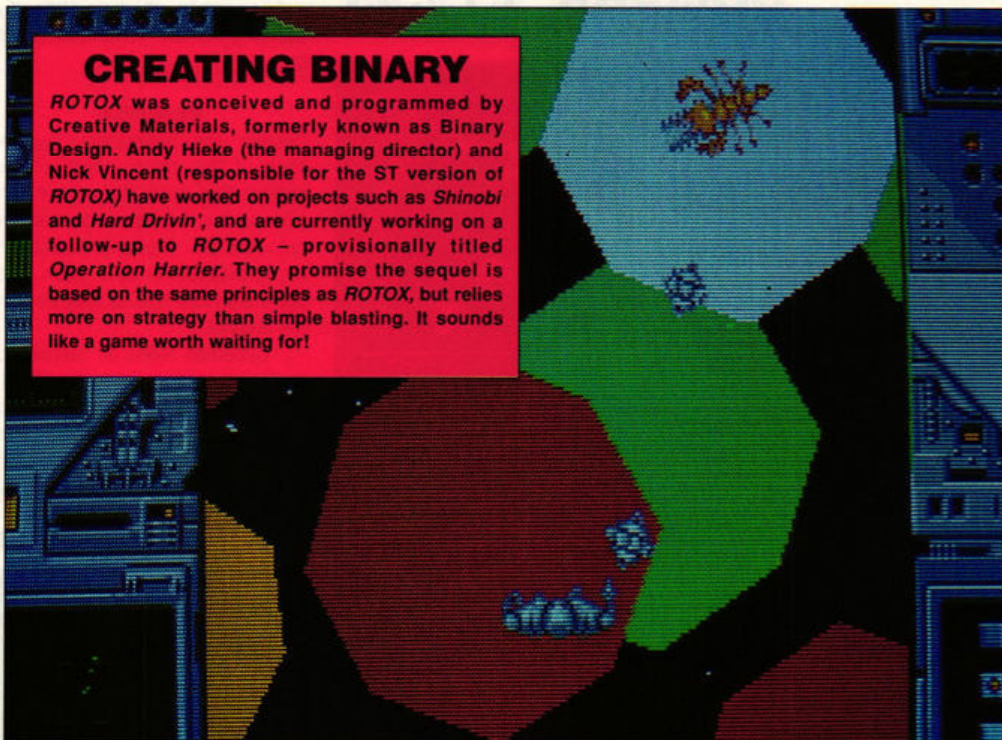 CREATING BINARY
ROTOX was conceived and programmed by
Creative Materials, formerly known as Binary
Design. Andy Hieke (the managing director) and
Nick Vincent (responsible for the ST version of
ROTOX) have worked on projects such as Shinobi
and Hard Drivin', and are currently working on a
follow-up to ROTOX – provisionally titled
Operation Harrier. They promise the sequel is
based on the same principles as ROTOX, but relies
more on strategy than simple blasting. It sounds
like a game worth waiting for!